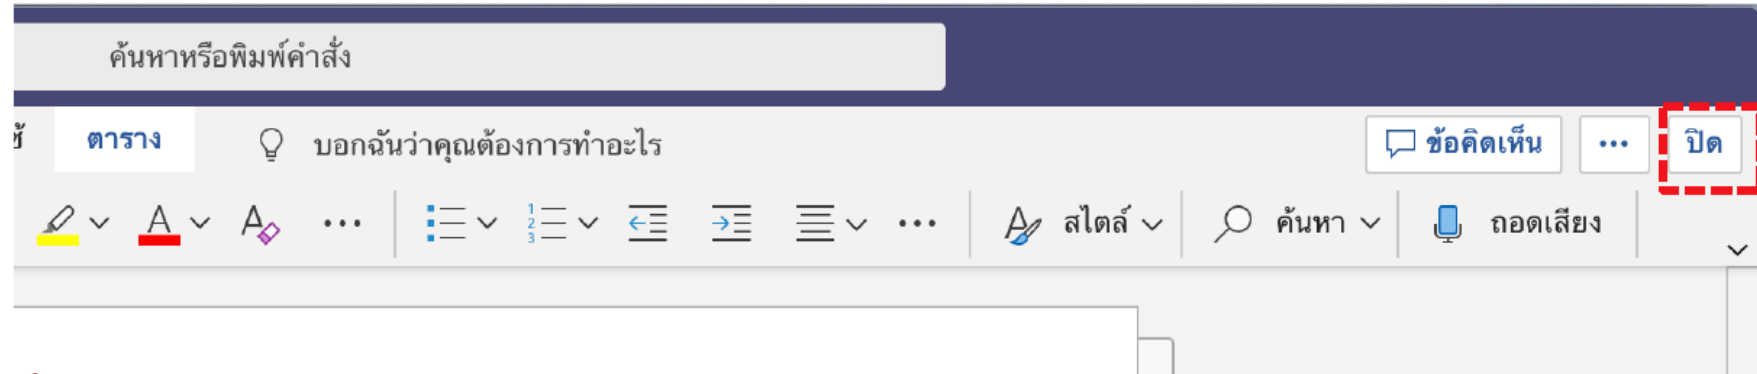 ค้นหาหรือพิมพ์คำสั่ง
ตาราง บอกฉันว่าคุณต้องการทำอะไร ข้อคิดเห็น ... ปิด
A A ... 1 2 3 ... A สไตล์ ค้นหา ถอดเสียง